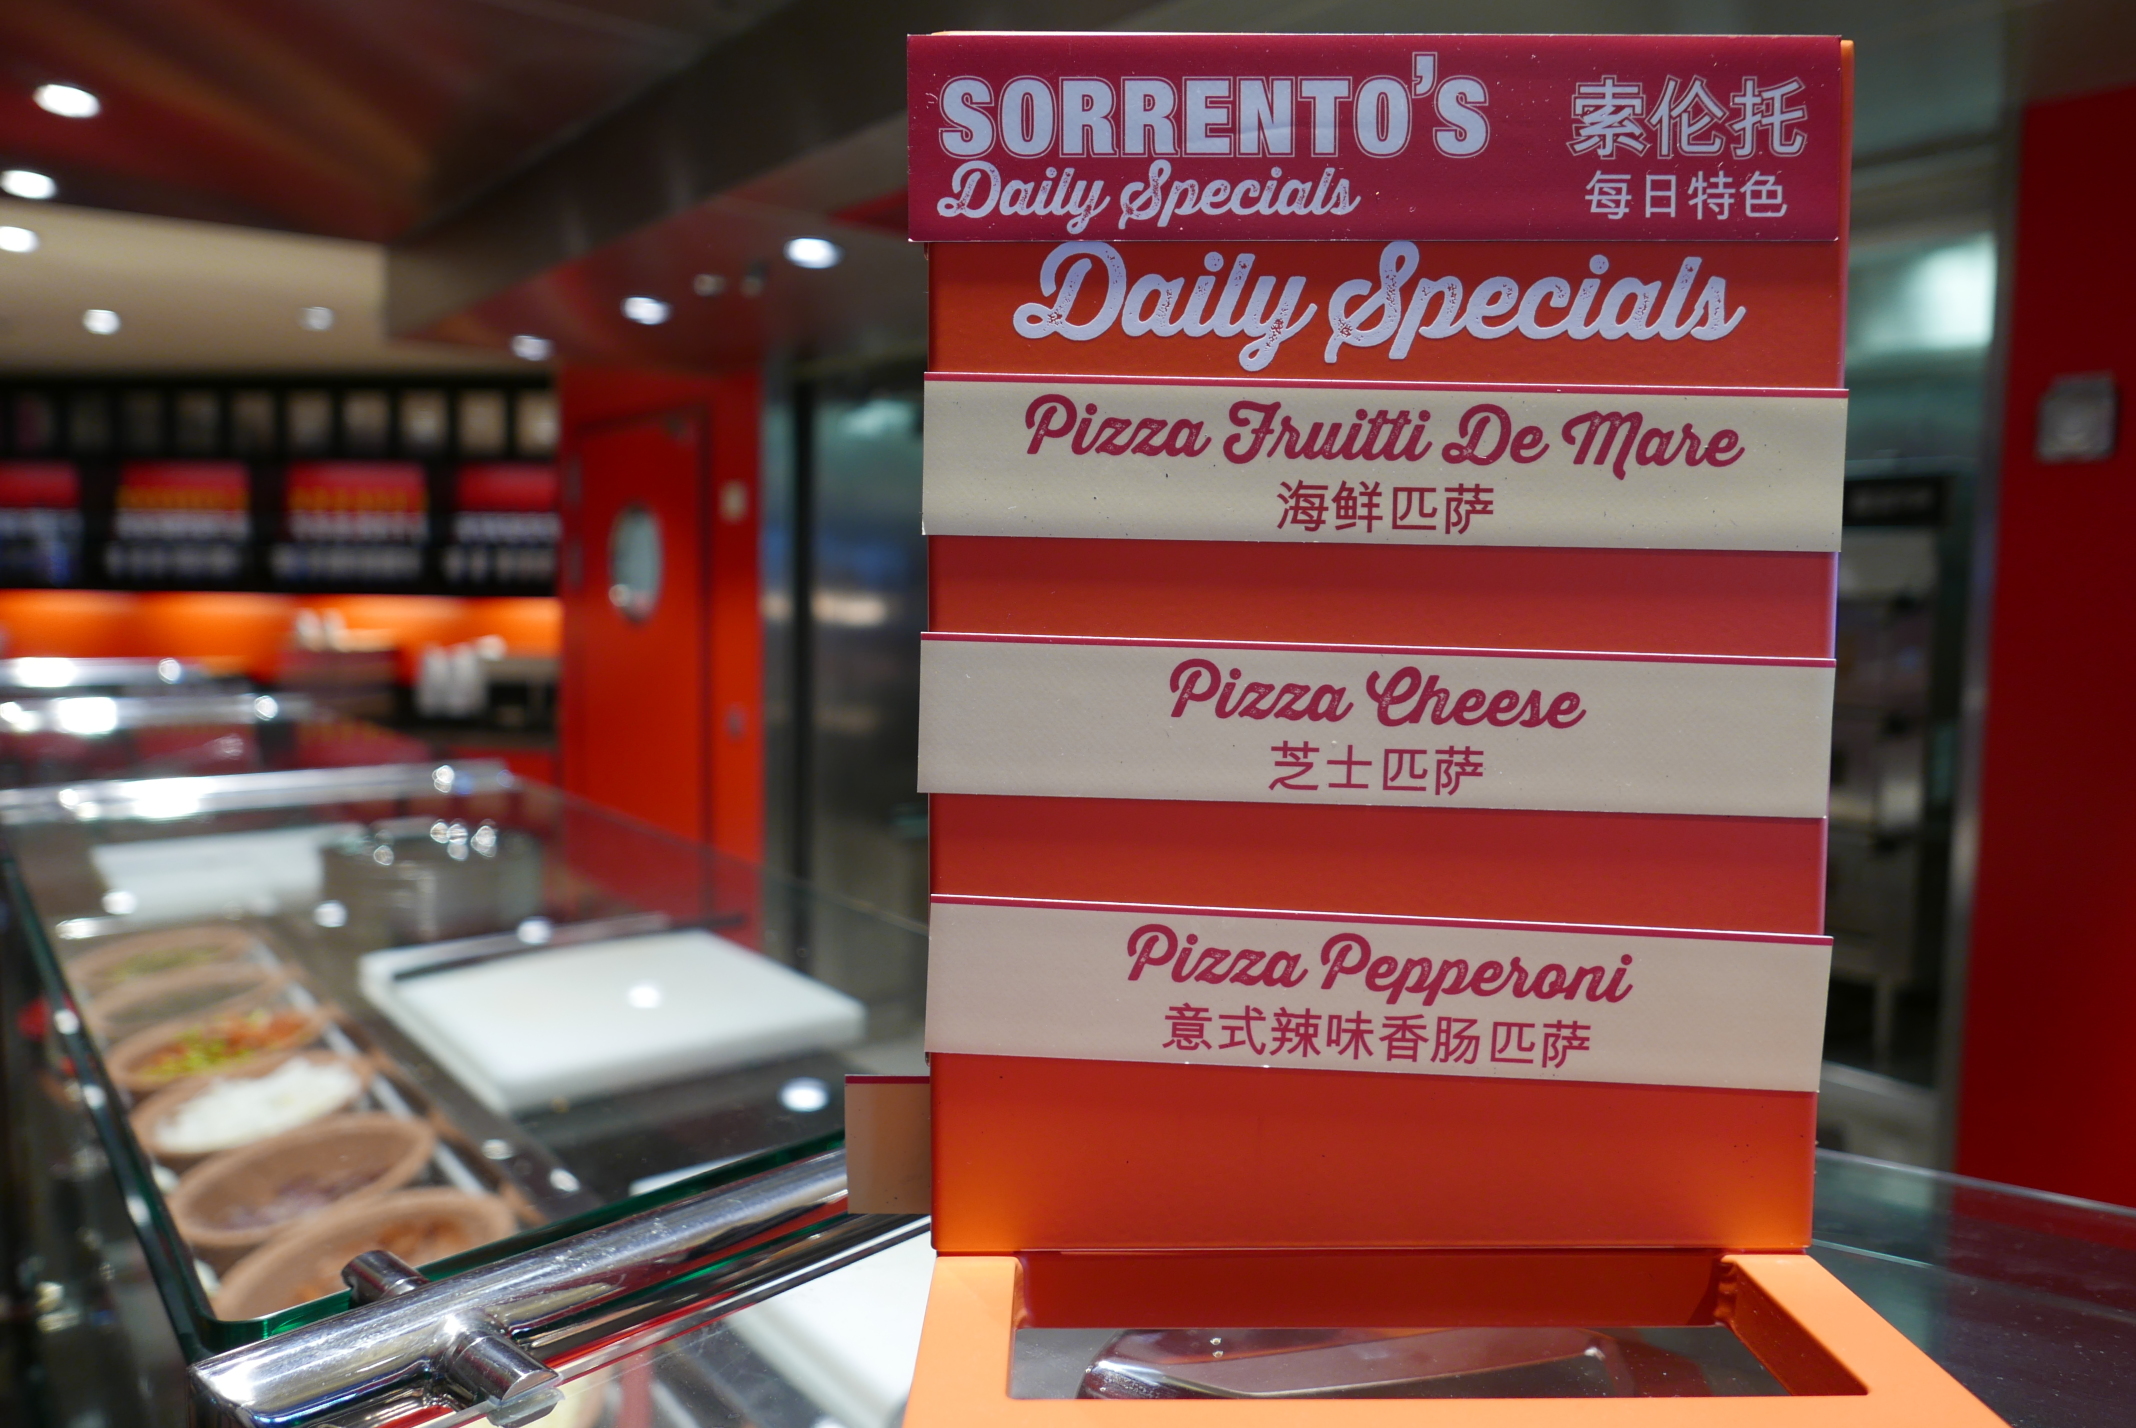 SORRENTO'S 索伦托
Daily Specials 每日特色
Daily Specials
Pizza Fruitti De Mare
海鲜匹萨
Pizza Cheese
芝士匹萨
Pizza Pepperoni
意式辣味香肠匹萨